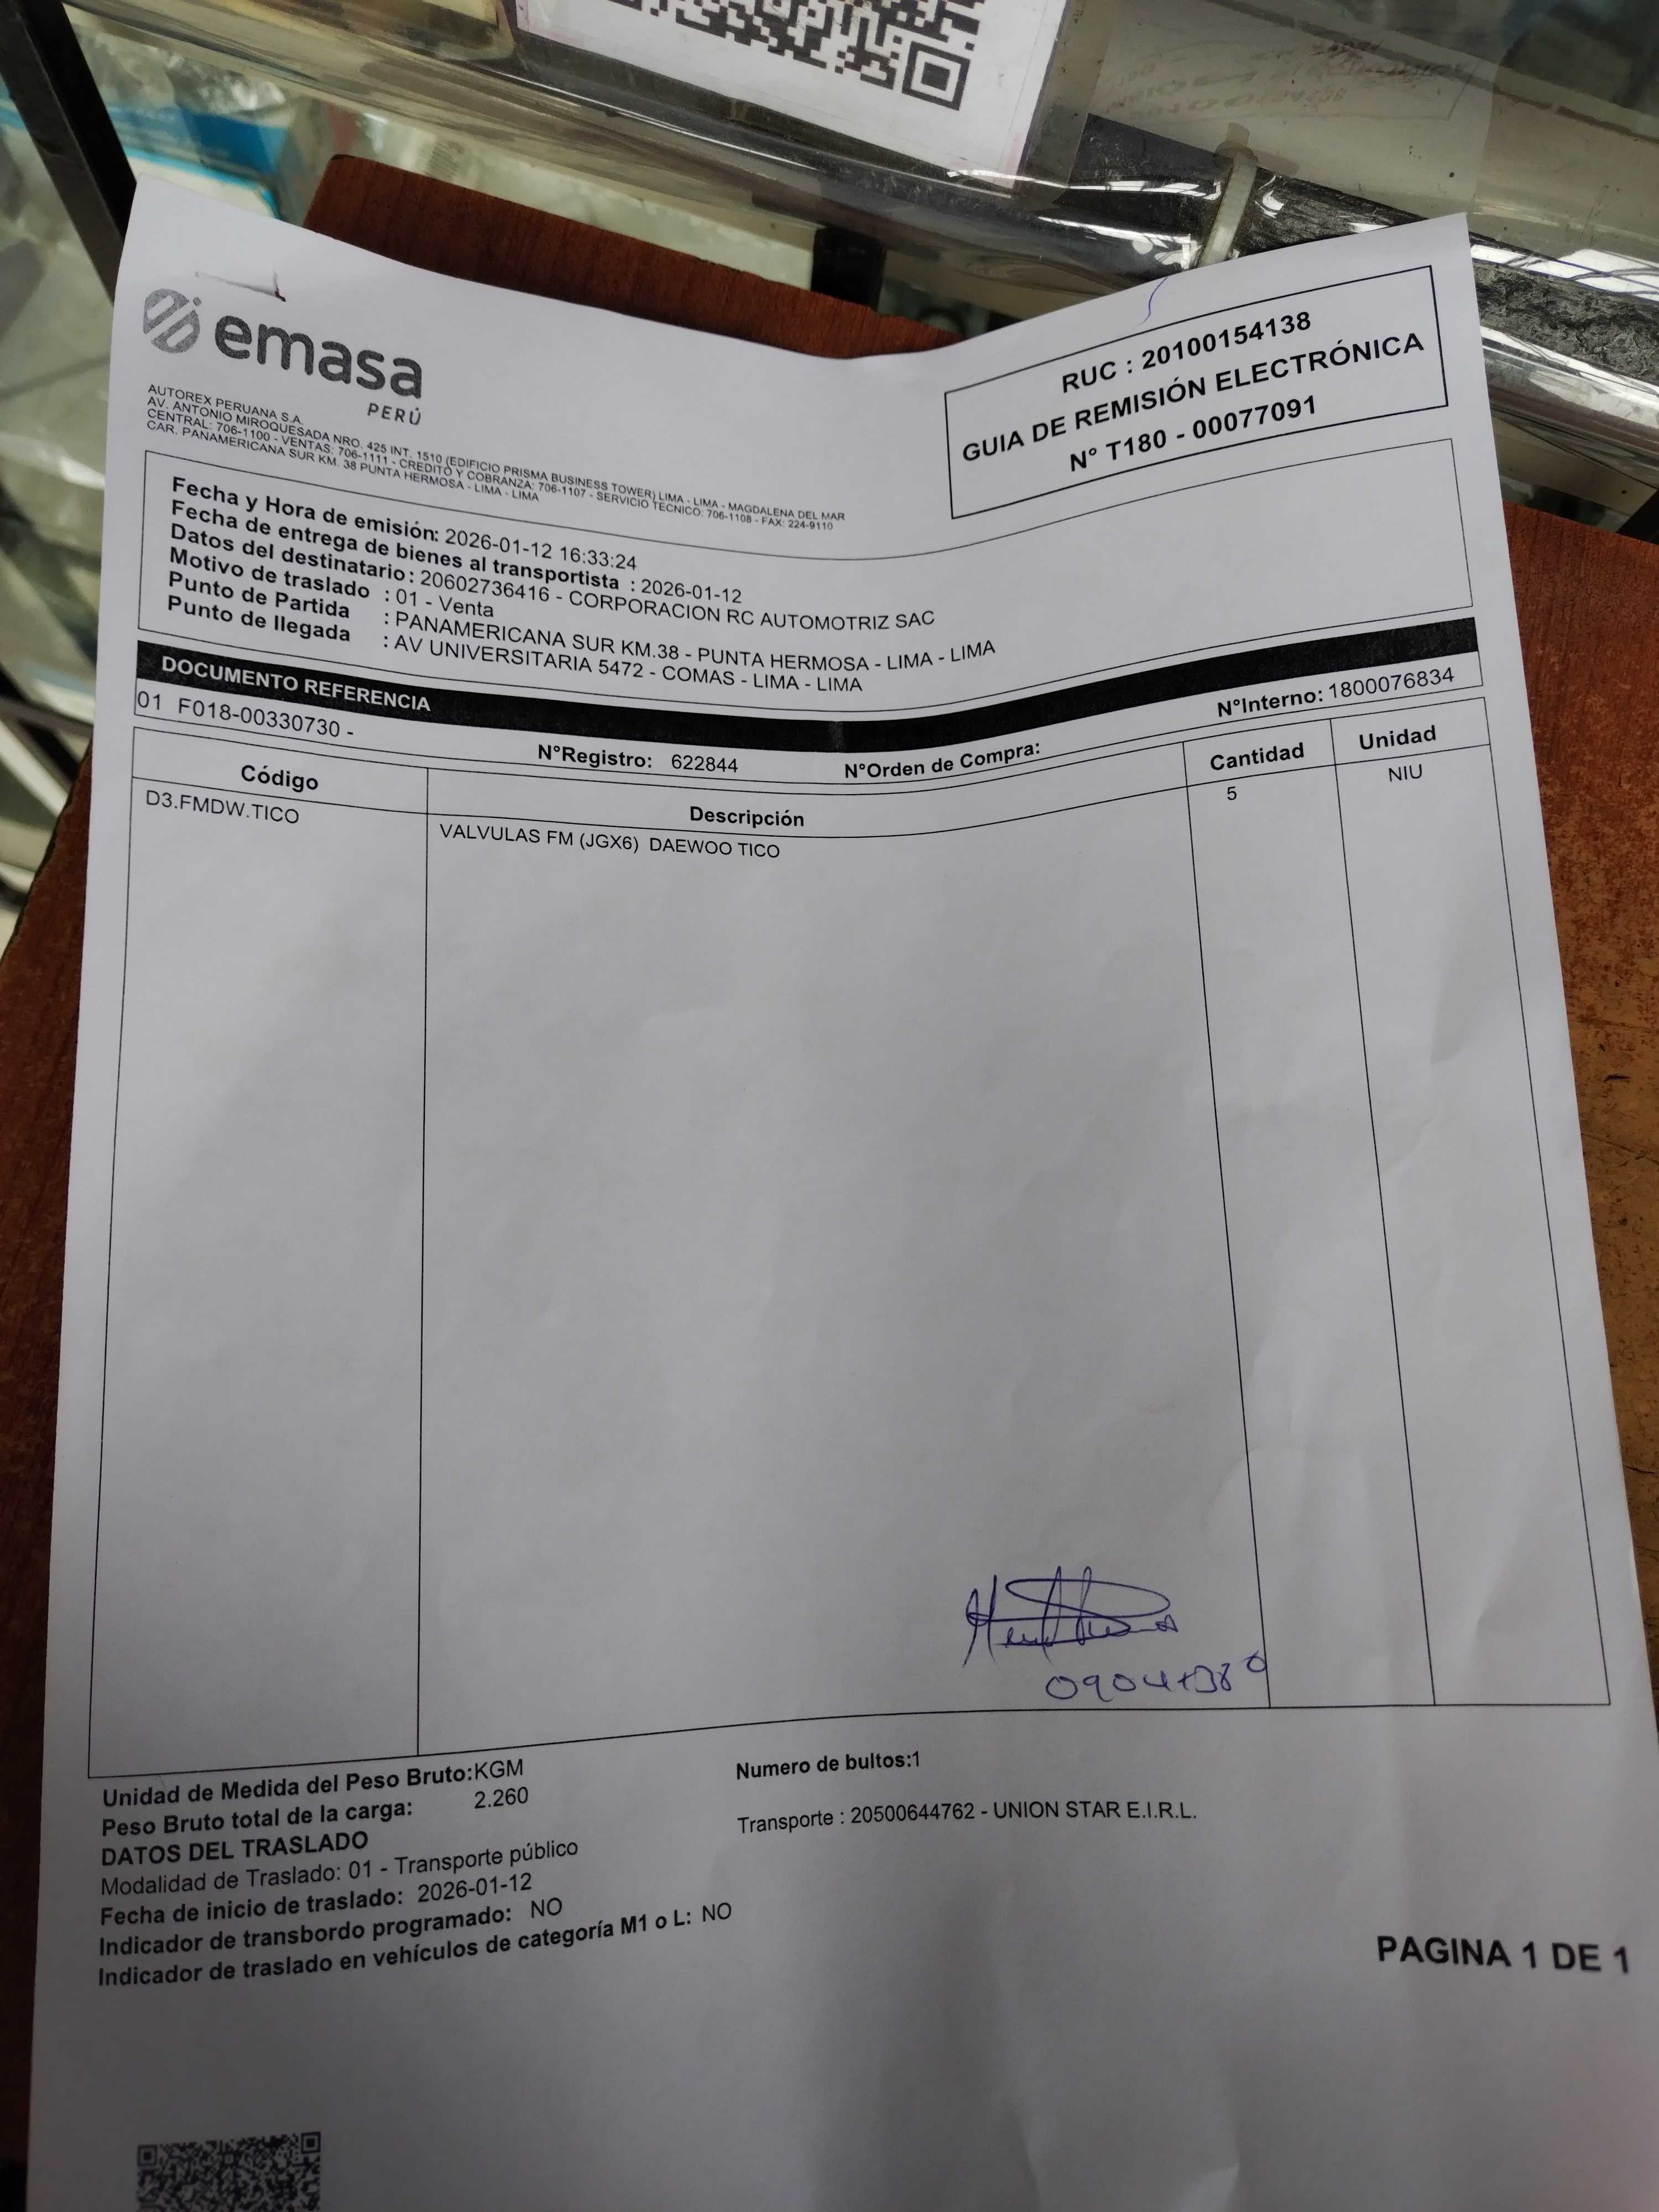 emasa
PERÚ
AUTOREX PERUANA S.A.
AV. ANTONIO MIROQUESADA NRO. 425 INT. 1510 (EDIFICIO PRISMA BUSINESS TOWER) LIMA - LIMA - MAGDALENA DEL MAR
CENTRAL: 706-1100 - VENTAS: 706-1111 - CREDITO Y COBRANZA: 706-1107 - SERVICIO TECNICO: 706-1108 - FAX: 224-9110
CAR. PANAMERICANA SUR KM. 38 PUNTA HERMOSA - LIMA - LIMA
RUC : 20100154138
GUIA DE REMISIÓN ELECTRÓNICA
N° T180 - 00077091
Fecha y Hora de emisión: 2026-01-12 16:33:24
Fecha de entrega de bienes al transportista : 2026-01-12
Datos del destinatario: 20602736416 - CORPORACION RC AUTOMOTRIZ SAC
Motivo de traslado : 01 - Venta
Punto de Partida : PANAMERICANA SUR KM.38 - PUNTA HERMOSA - LIMA - LIMA
Punto de llegada : AV UNIVERSITARIA 5472 - COMAS - LIMA - LIMA
DOCUMENTO REFERENCIA
01 F018-00330730 - N°Registro: 622844 N°Orden de Compra: N°Interno: 1800076834
Código Descripción Cantidad Unidad
D3.FMDW.TICO VALVULAS FM (JGX6) DAEWOO TICO 5 NIU
Unidad de Medida del Peso Bruto:KGM Numero de bultos:1
Peso Bruto total de la carga: 2.260
DATOS DEL TRASLADO Transporte : 20500644762 - UNION STAR E.I.R.L.
Modalidad de Traslado: 01 - Transporte público
Fecha de inicio de traslado: 2026-01-12
Indicador de transbordo programado: NO
Indicador de traslado en vehículos de categoría M1 o L: NO
PAGINA 1 DE 1